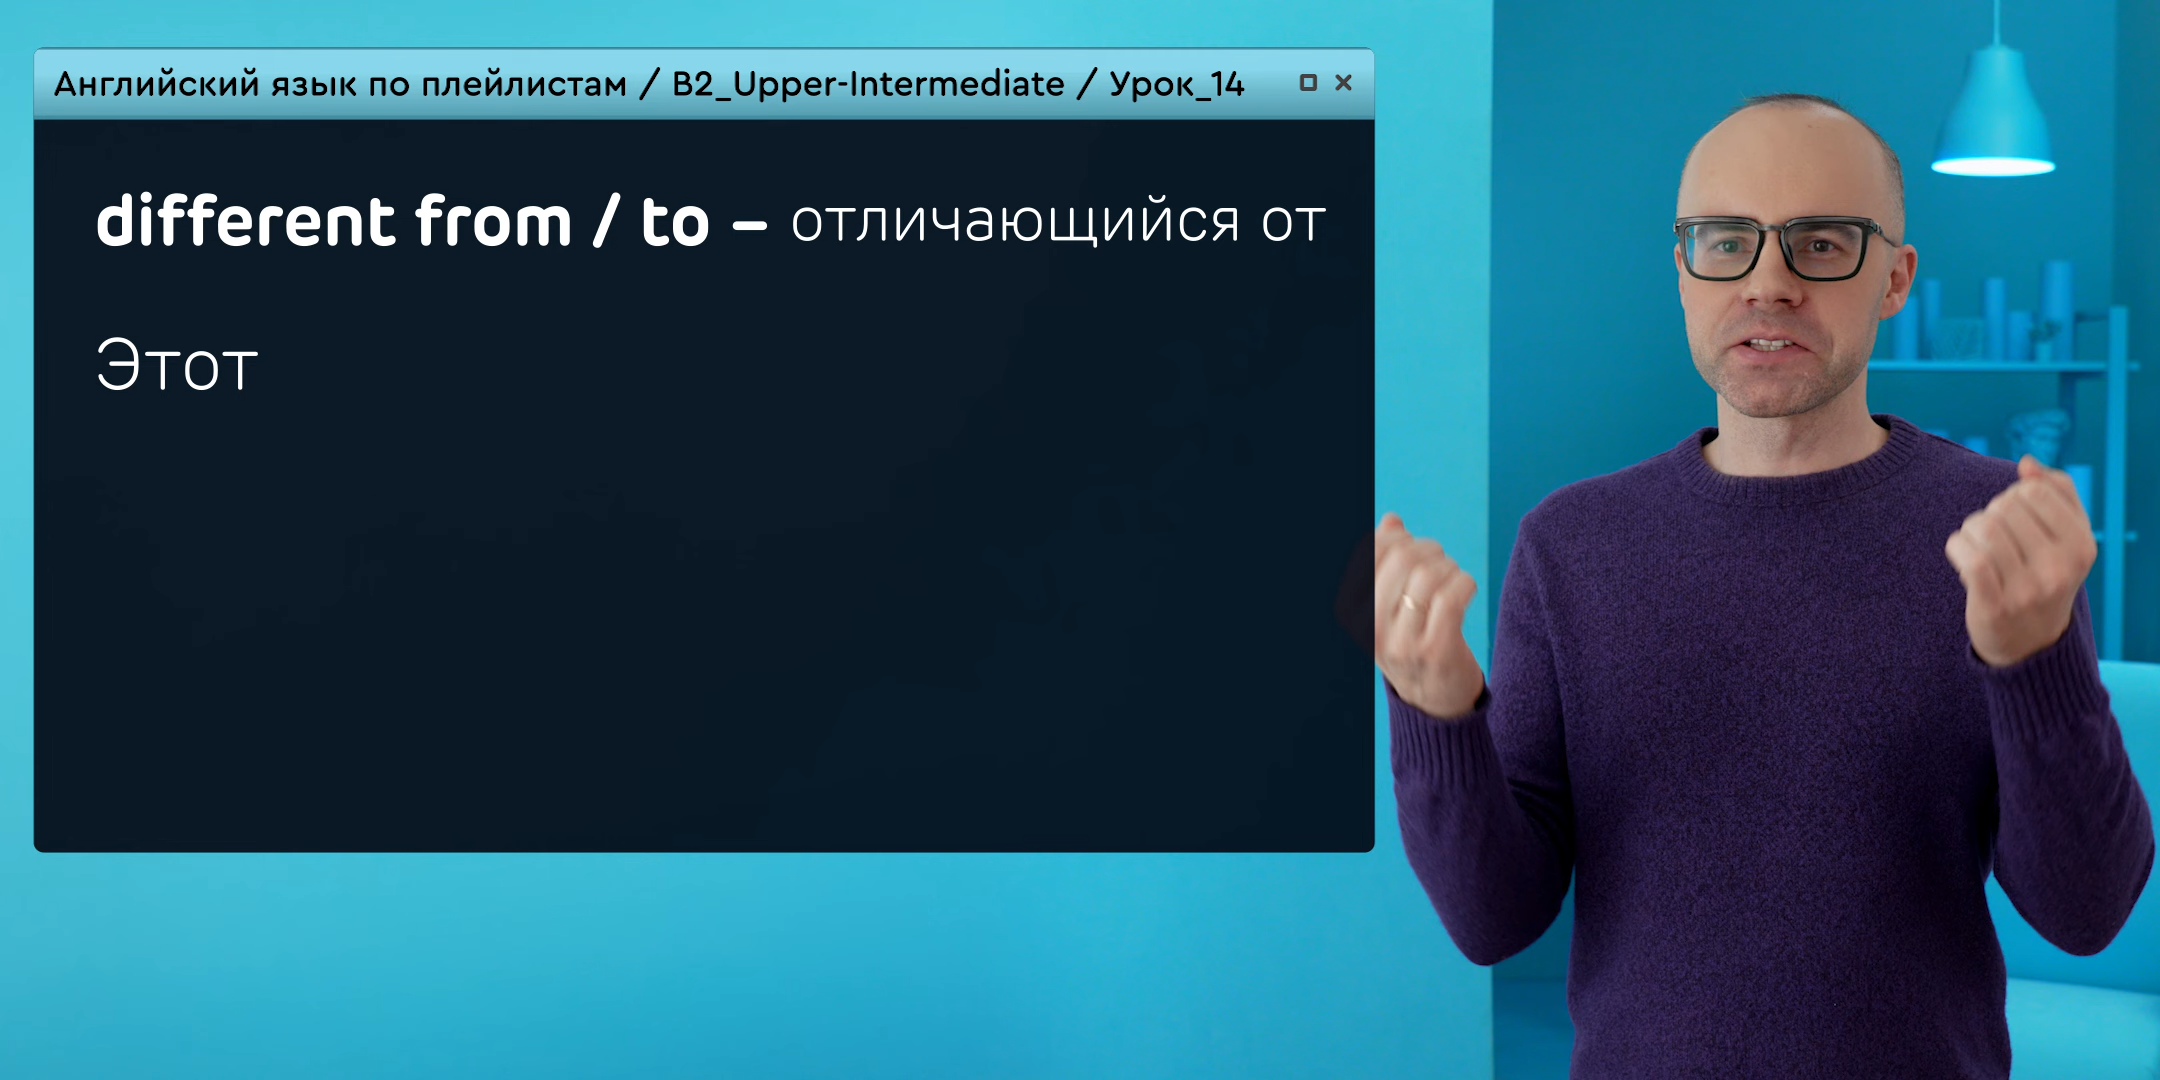 Английский язык по плейлистам / B2_Upper-Intermediate / Урок_14
different from / to – отличающийся от
Этот